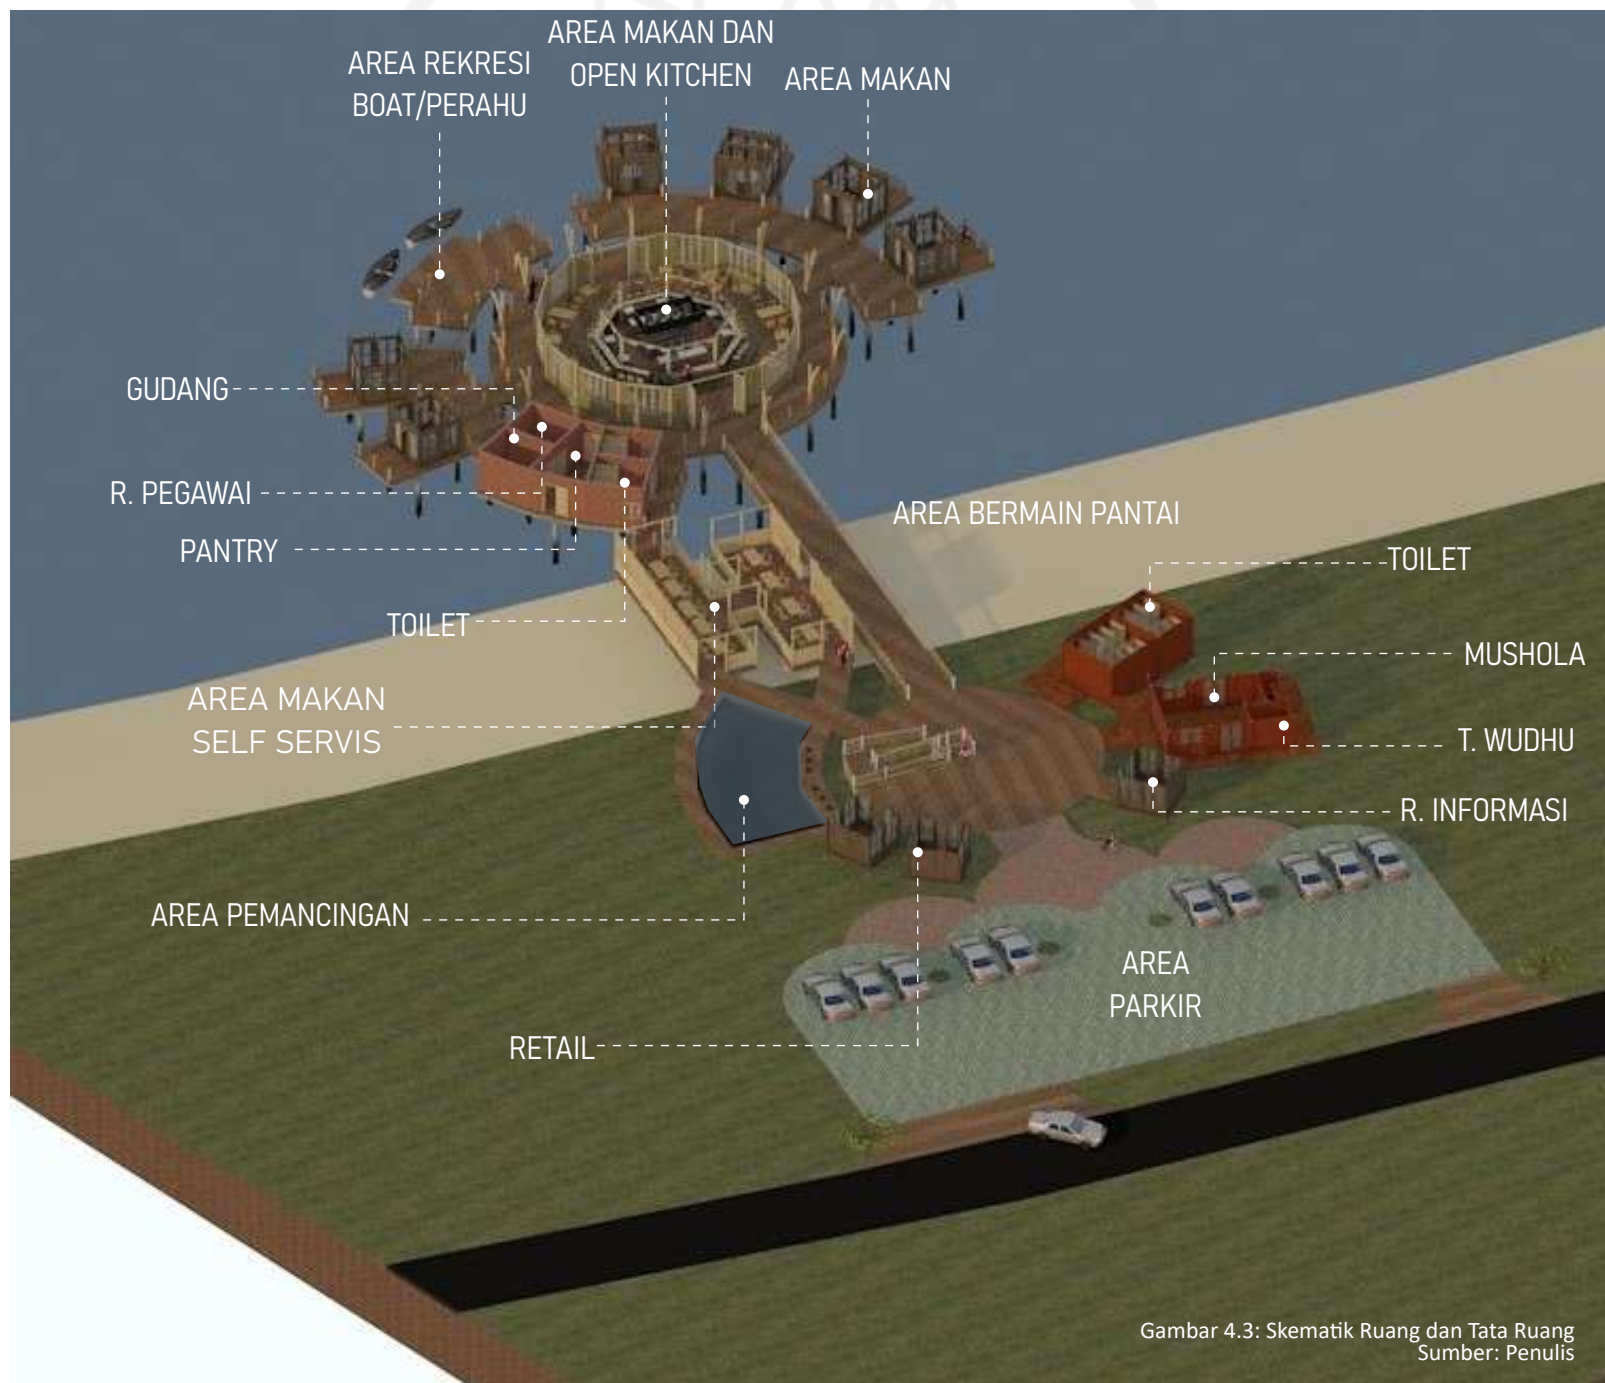 AREA MAKAN DAN
OPEN KITCHEN
AREA REKRESI
BOAT/PERAHU
AREA MAKAN
GUDANG
R. PEGAWAI
PANTRY
TOILET
AREA BERMAIN PANTAI
TOILET
MUSHOLA
T. WUDHU
R. INFORMASI
AREA MAKAN
SELF SERVIS
AREA PEMANCINGAN
AREA
PARKIR
RETAIL
Gambar 4.3: Skematik Ruang dan Tata Ruang
Sumber: Penulis